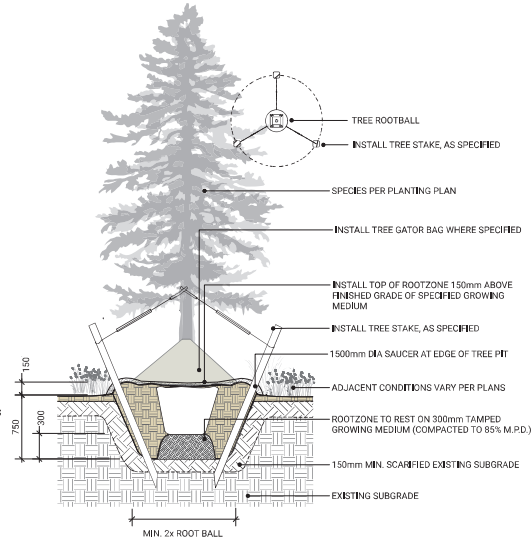 TREE ROOTBALL
INSTALL TREE STAKE, AS SPECIFIED
SPECIES PER PLANTING PLAN
INSTALL TREE GATOR BAG WHERE SPECIFIED
INSTALL TOP OF ROOTZONE 150mm ABOVE
FINISHED GRADE OF SPECIFIED GROWING
MEDIUM
INSTALL TREE STAKE, AS SPECIFIED
1500mm DIA SAUCER AT EDGE OF TREE PIT
150
ADJACENT CONDITIONS VARY PER PLANS
750
300
ROOTZONE TO REST ON 300mm TAMPED
GROWING MEDIUM (COMPACTED TO 85% M.P.D.)
150mm MIN. SCARIFIED EXISTING SUBGRADE
EXISTING SUBGRADE
MIN. 2x ROOT BALL